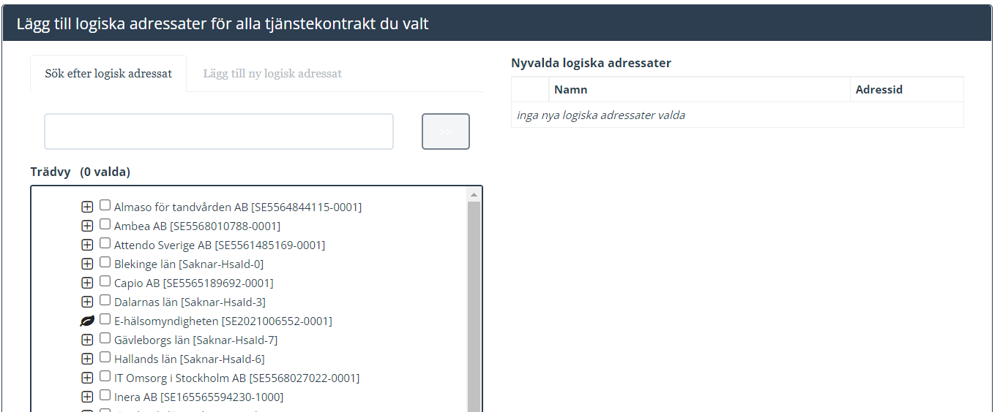 Lägg till logiska adressater för alla tjänstekontrakt du valt
Sök efter logisk adressat
Lägg till ny logisk adressat
>>
Trädvy (0 valda)
Almaso för tandvården AB [SE5564844115-0001]
Ambea AB [SE5568010788-0001]
Attendo Sverige AB [SE5561485169-0001]
Blekinge län [Saknar-HsaId-0]
Capio AB [SE5565189692-0001]
Dalarnas län [Saknar-HsaId-3]
E-hälsomyndigheten [SE2021006552-0001]
Gävleborgs län [Saknar-HsaId-7]
Hallands län [Saknar-HsaId-6]
IT Omsorg i Stockholm AB [SE5568027022-0001]
Inera AB [SE165565594230-1000]
Nyvalda logiska adressater
Namn Adressid
inga nya logiska adressater valda